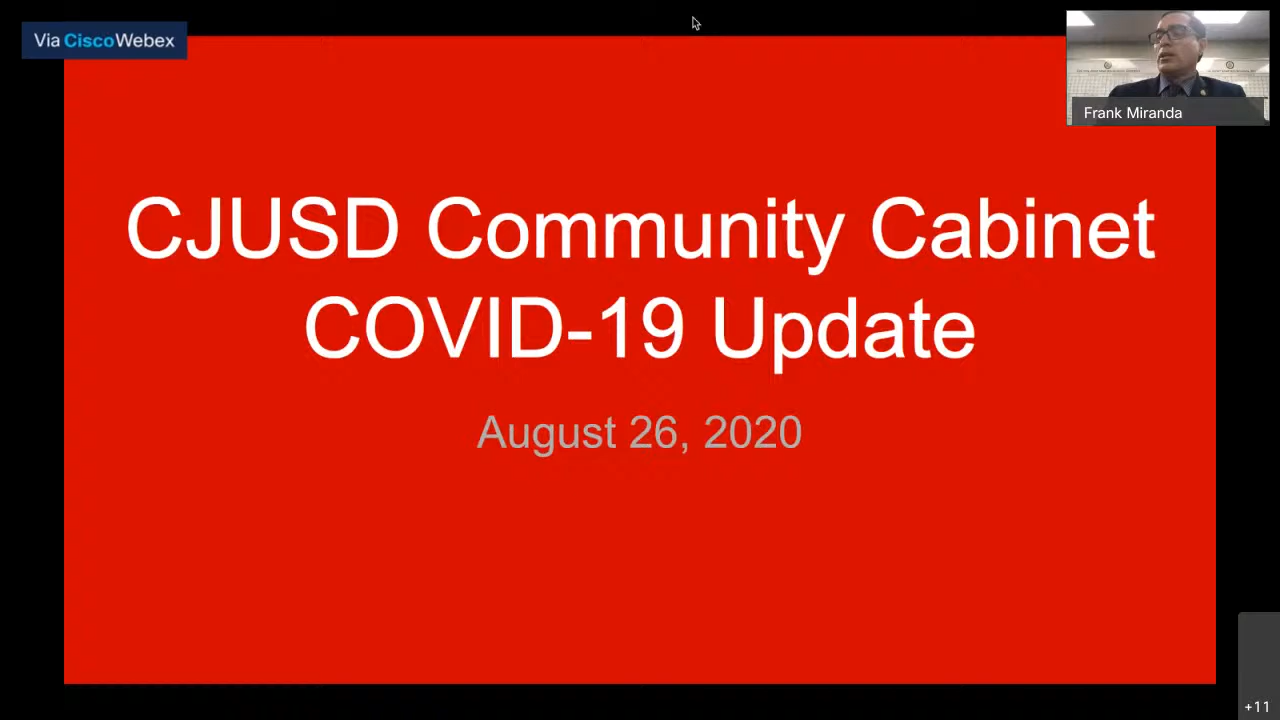 Via CiscoWebex
Frank Miranda
CJUSD Community Cabinet
COVID-19 Update
August 26, 2020
+11